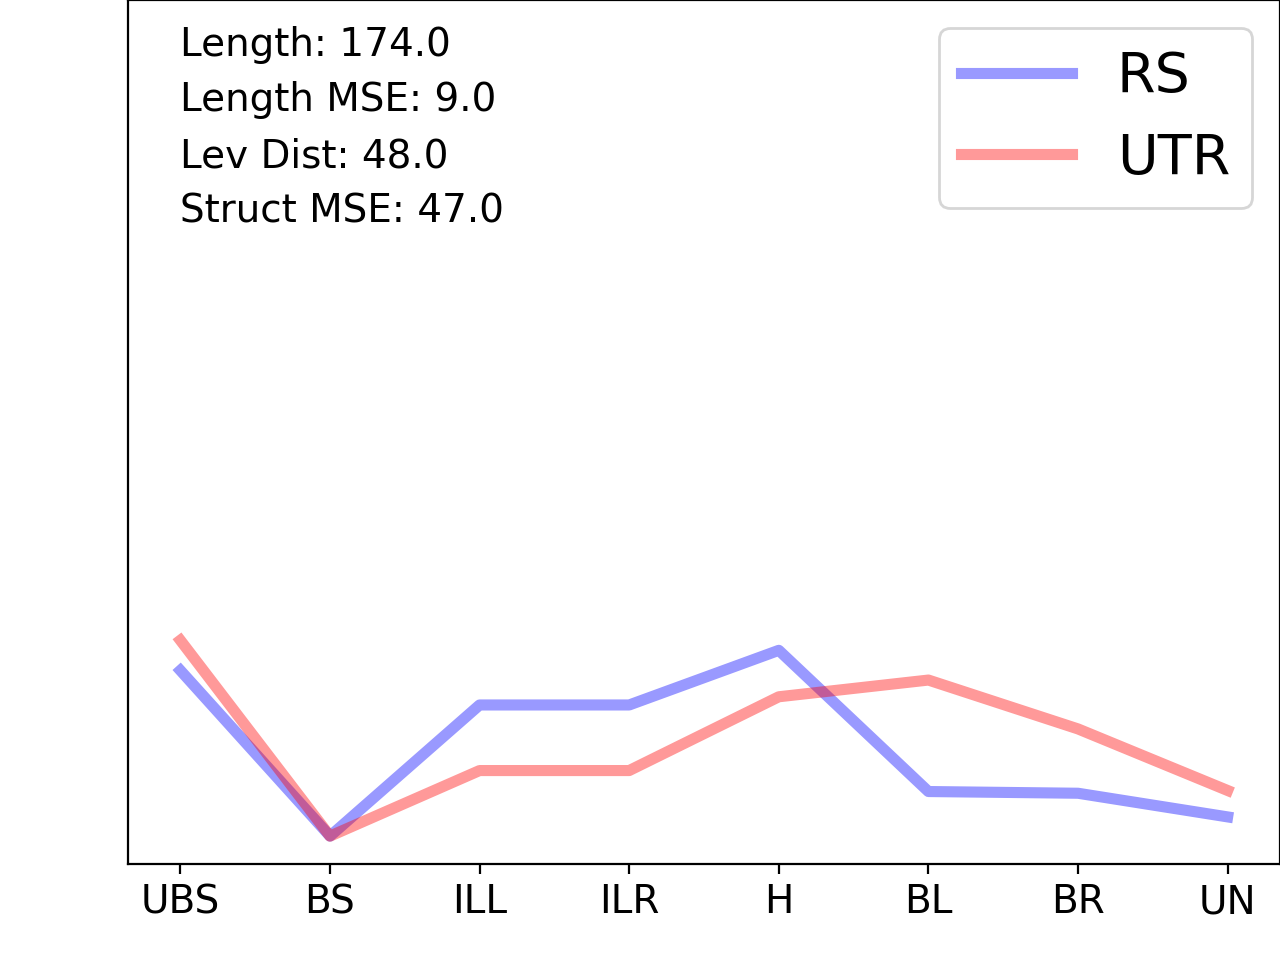 Length: 174.0
Length MSE: 9.0
Lev Dist: 48.0
Struct MSE: 47.0
RS
UTR
UBS BS ILL ILR H BL BR UN